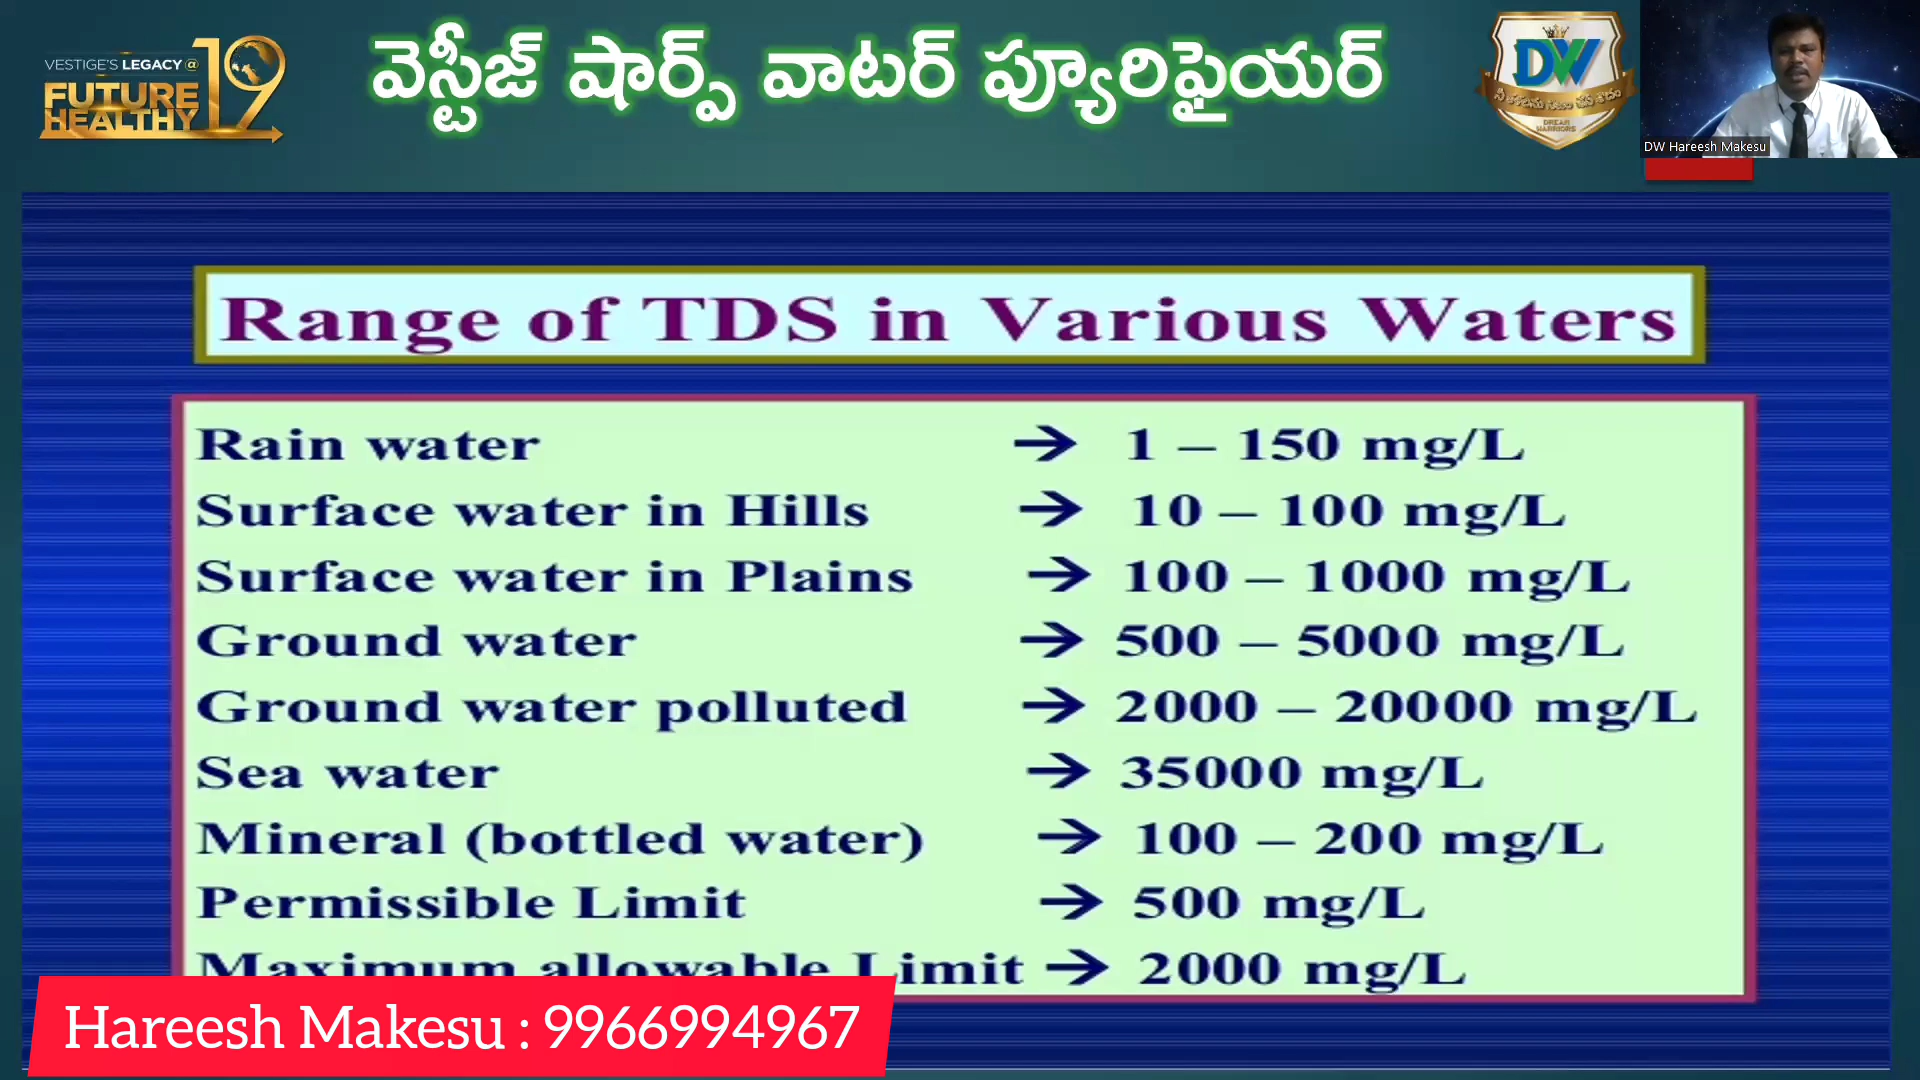 VESTIGE'S LEGACY @ 19
FUTURE
HEALTHY
వెస్టీజ్ షార్ప్ వాటర్ ప్యూరిఫైయర్
DW
DREAM
WARRIORS
DW Hareesh Makesu
Range of TDS in Various Waters
Rain water → 1 – 150 mg/L
Surface water in Hills → 10 – 100 mg/L
Surface water in Plains → 100 – 1000 mg/L
Ground water → 500 – 5000 mg/L
Ground water polluted → 2000 – 20000 mg/L
Sea water → 35000 mg/L
Mineral (bottled water) → 100 – 200 mg/L
Permissible Limit → 500 mg/L
Maximum allowable Limit → 2000 mg/L
Hareesh Makesu : 9966994967